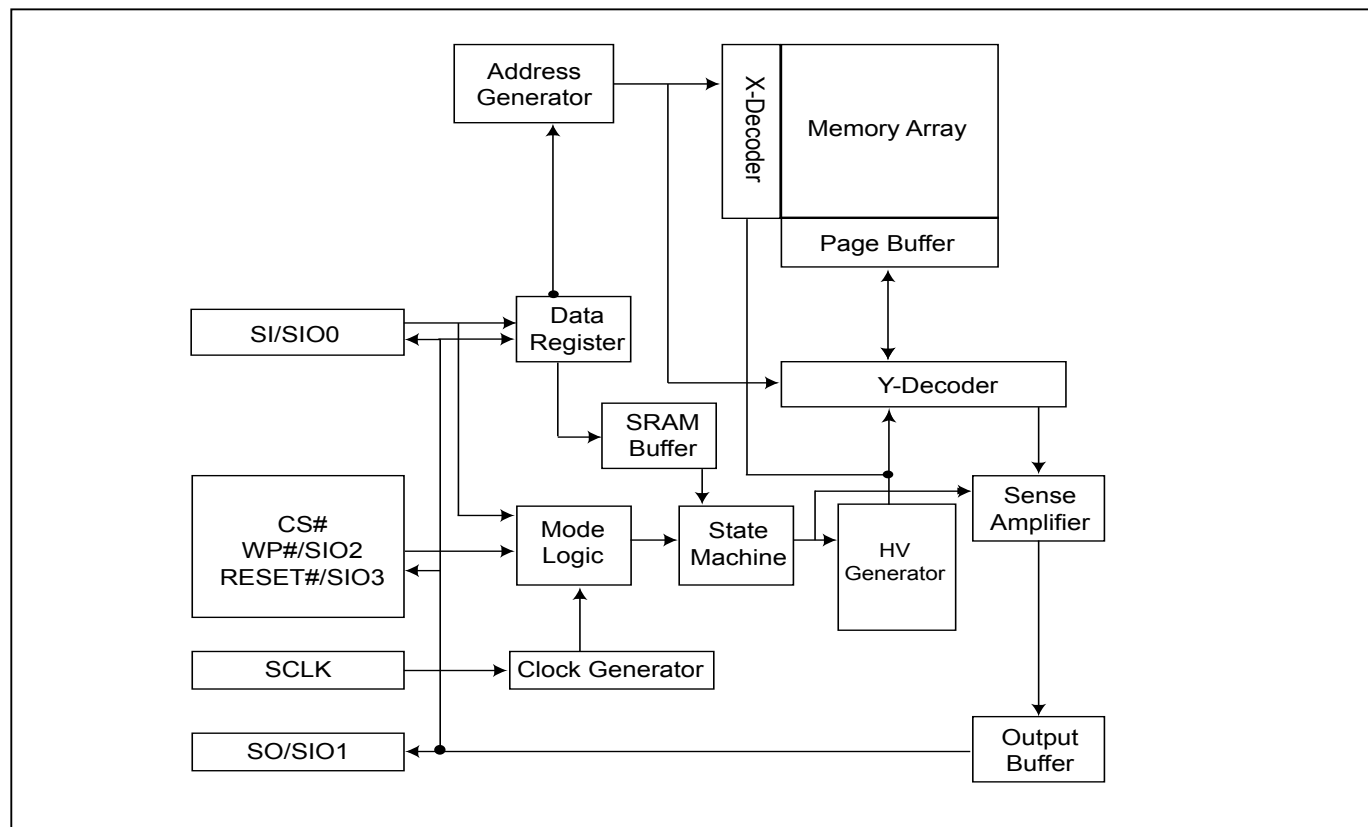 Address
Generator
X-Decoder
Memory Array
Page Buffer
SI/SIO0
Data
Register
Y-Decoder
SRAM
Buffer
CS#
WP#/SIO2
RESET#/SIO3
Mode
Logic
State
Machine
HV
Generator
Sense
Amplifier
SCLK
Clock Generator
SO/SIO1
Output
Buffer